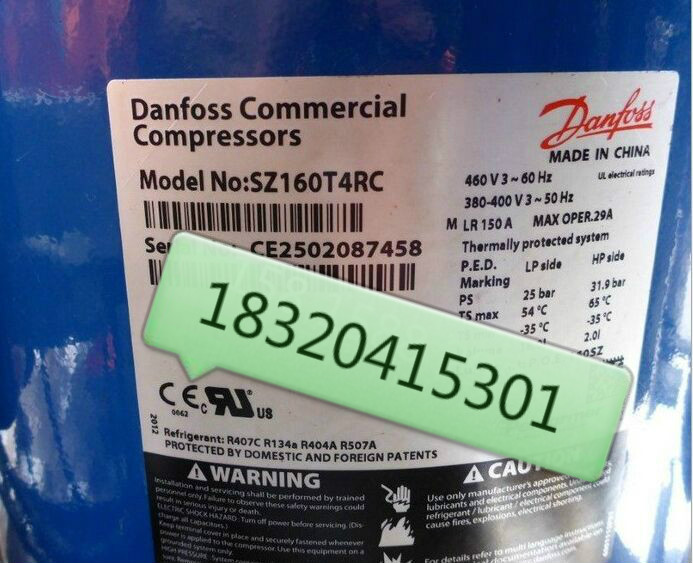 Danfoss Commercial
Compressors
Danfoss
MADE IN CHINA
Model No:SZ160T4RC
460 V 3 ~ 60 Hz UL electrical ratings
380-400 V 3 ~ 50 Hz
M LR 150 A MAX OPER.29A
CE2502087458
Thermally protected system
P.E.D. LP side HP side
Marking
PS 25 bar 31.9 bar
TS max 54 °C 65 °C
-35 °C -35 °C
2.0l
18320415301
CE
0062
c RU US
2012
Refrigerant: R407C R134a R404A R507A
PROTECTED BY DOMESTIC AND FOREIGN PATENTS
WARNING
Installation and servicing shall be performed by trained
personnel only. Failure to observe these safety warnings could
result in serious injury or death.
ELECTRIC SHOCK HAZARD: Turn off power before servicing. (Dis-
charge all capacitors.)
Keep terminal cover in place and securely fastened whenever
power is applied to the compressor. Use this equipment on a
grounded system only.
Use only manufacturer's
lubricants and electrical components.
refrigerant / lubricant / electrical component could
cause fires, explosions, electrical shorting.
refer to multi language instructions